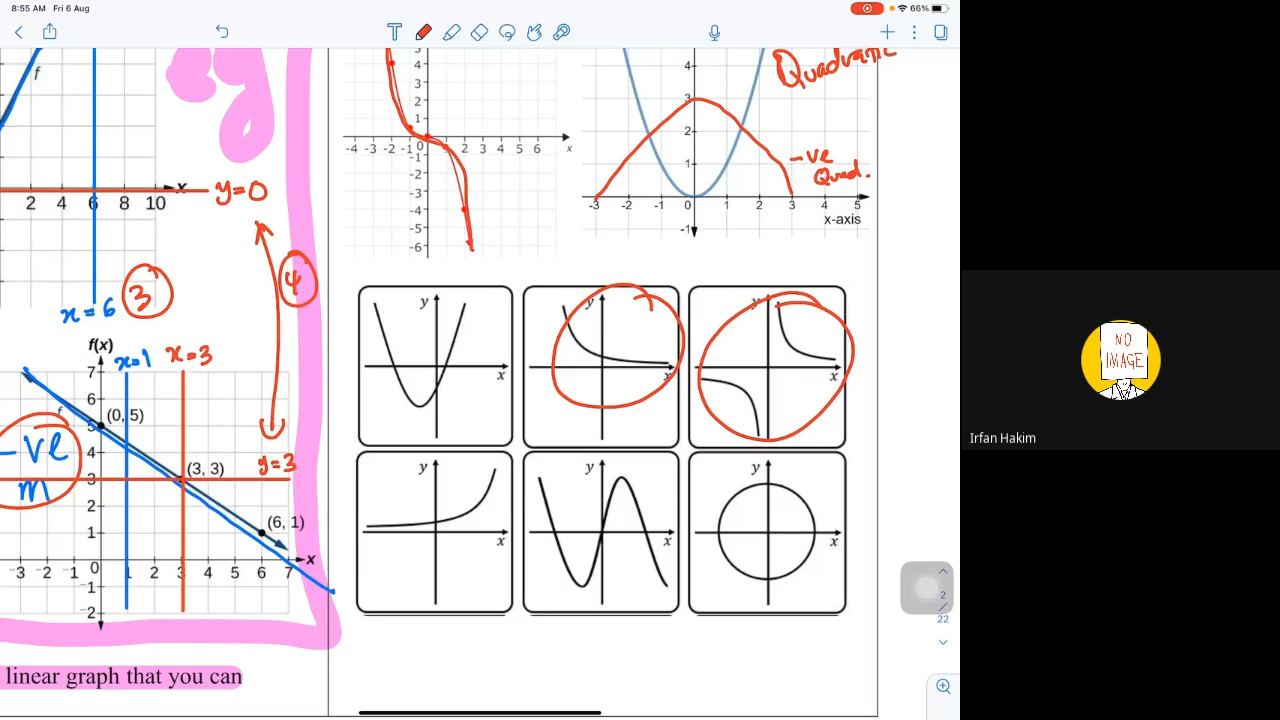 8:55 AM Fri 6 Aug
66%
T
f
x
2 4 6 8 10
y=0
x=6
3
4
f(x)
x=1
x=3
7
6
5
4
3
2
1
0
-1
-2
-3 -2 -1 1 2 3 4 5 6 7
x
f
(0, 5)
(3, 3)
(6, 1)
-ve
m
y=3
linear graph that you can
5
4
3
2
1
-1
-2
-3
-4
-5
-6
-4 -3 -2 -1 0 1 2 3 4 5 6
x
Quadratic
4
3
2
1
-1
-3 -2 -1 0 1 2 3 4 5
x-axis
-ve
Quad.
y
x
y
x
y
x
y
x
y
x
y
x
2
/
22
NO
IMAGE
Irfan Hakim